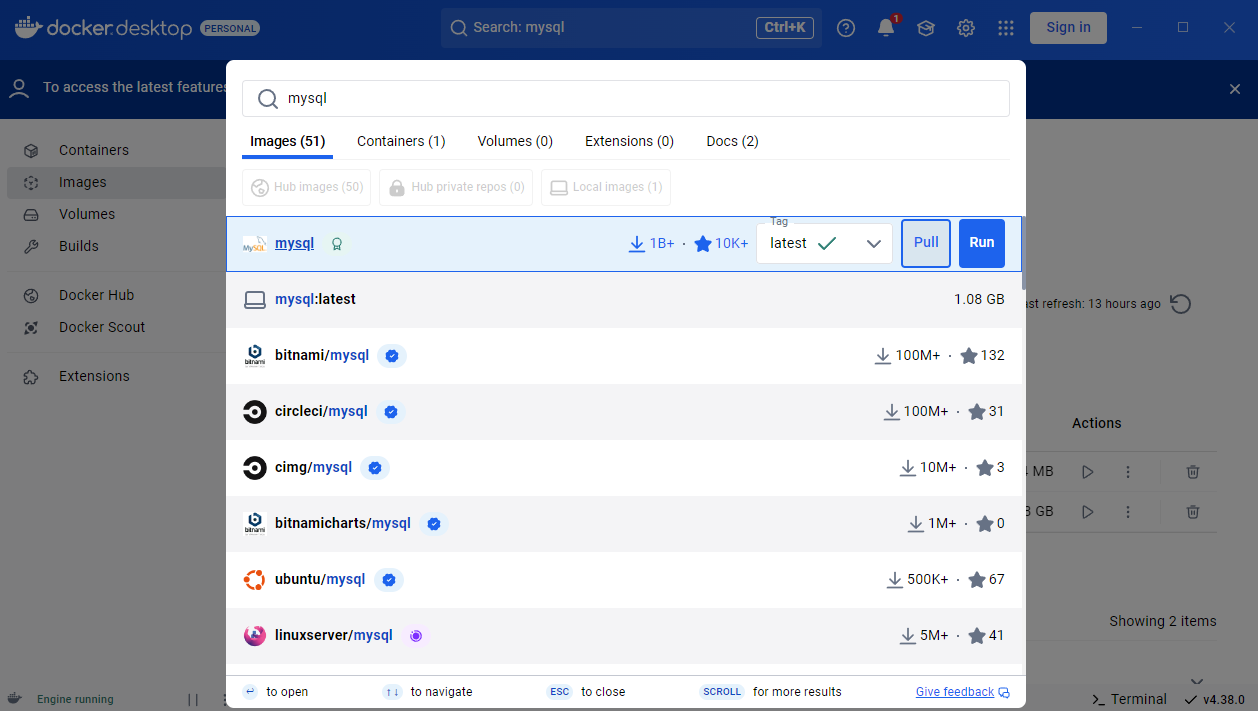 docker.desktop PERSONAL
Search: mysql Ctrl+K
1
Sign in
To access the latest features
mysql
Images (51) Containers (1) Volumes (0) Extensions (0) Docs (2)
Hub images (50) Hub private repos (0) Local images (1)
Containers
Images
Volumes
Builds
Docker Hub
Docker Scout
Extensions
MySQL mysql 1B+ · 10K+ Tag latest Pull Run
mysql:latest 1.08 GB
bitnami bitnami/mysql 100M+ · 132
circleci/mysql 100M+ · 31
cimg/mysql 10M+ · 3
bitnami bitnamicharts/mysql 1M+ · 0
ubuntu/mysql 500K+ · 67
linuxserver/mysql 5M+ · 41
ast refresh: 13 hours ago
Actions
MB
GB
Showing 2 items
to open to navigate ESC to close SCROLL for more results Give feedback
Engine running
Terminal v4.38.0